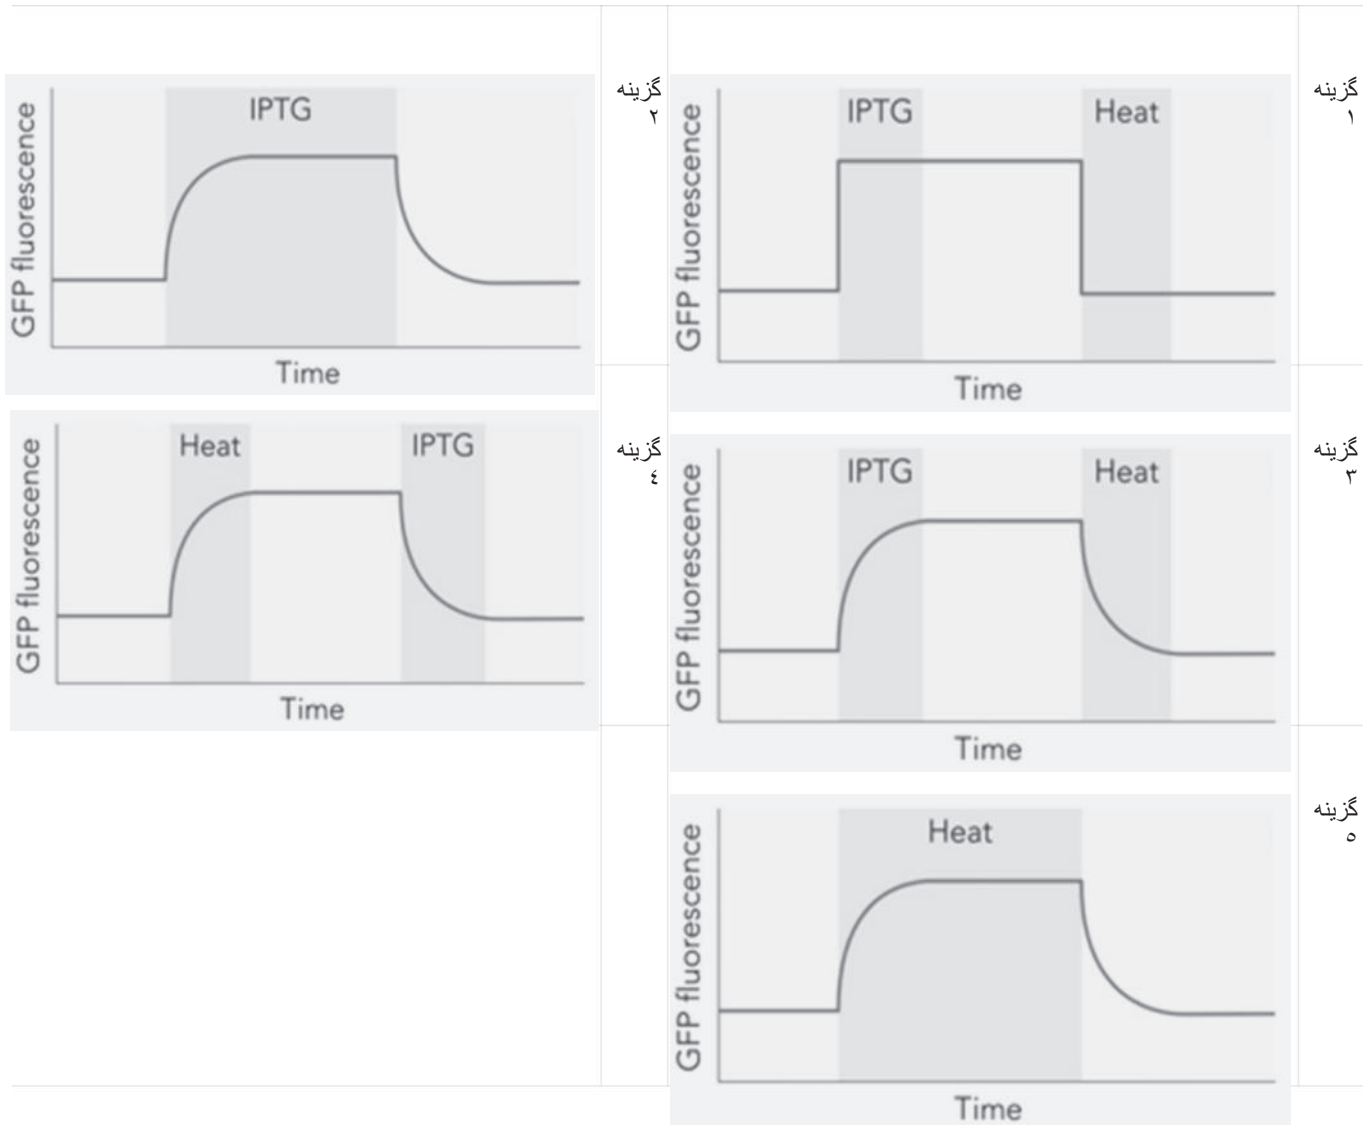 گزینه
۱
IPTG
Heat
GFP fluorescence
Time
گزینه
۲
IPTG
GFP fluorescence
Time
گزینه
۳
IPTG
Heat
GFP fluorescence
Time
گزینه
٤
Heat
IPTG
GFP fluorescence
Time
گزینه
٥
Heat
GFP fluorescence
Time